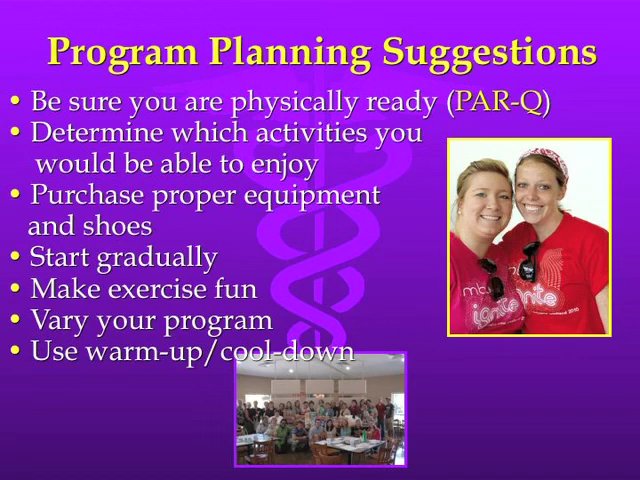 Program Planning Suggestions
• Be sure you are physically ready (PAR-Q)
• Determine which activities you
would be able to enjoy
• Purchase proper equipment
and shoes
• Start gradually
• Make exercise fun
• Vary your program
• Use warm-up/cool-down
ignite